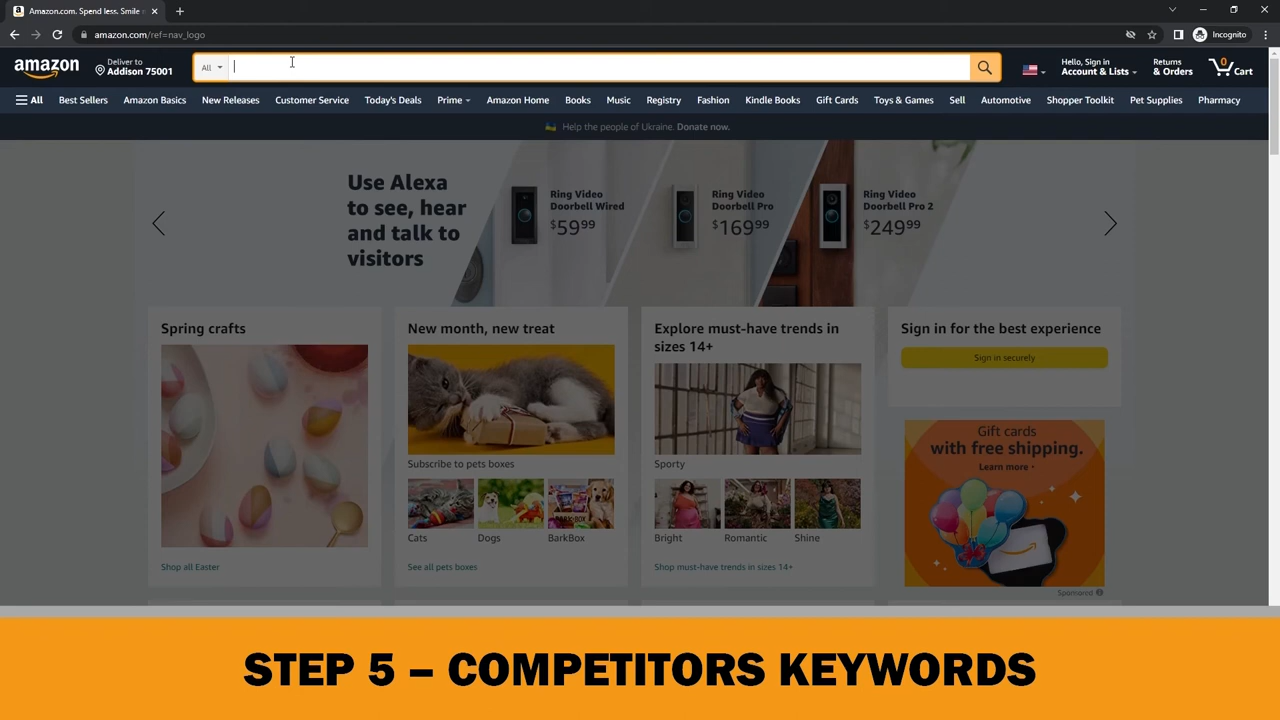 Amazon.com. Spend less. Smile
amazon.com/ref=nav_logo
Incognito
amazon
Deliver to
Addison 75001
All
Hello, Sign in
Account & Lists
Returns
& Orders
0
Cart
All
Best Sellers
Amazon Basics
New Releases
Customer Service
Today's Deals
Prime
Amazon Home
Books
Music
Registry
Fashion
Kindle Books
Gift Cards
Toys & Games
Sell
Automotive
Shopper Toolkit
Pet Supplies
Pharmacy
Help the people of Ukraine. Donate now.
Use Alexa
to see, hear
and talk to
visitors
Ring Video
Doorbell Wired
$5999
Ring Video
Doorbell Pro
$16999
Ring Video
Doorbell Pro 2
$24999
Spring crafts
Shop all Easter
New month, new treat
Subscribe to pets boxes
Cats
Dogs
BarkBox
See all pets boxes
Explore must-have trends in
sizes 14+
Sporty
Bright
Romantic
Shine
Shop must-have trends in sizes 14+
Sign in for the best experience
Sign in securely
Gift cards
with free shipping.
Learn more
Sponsored
STEP 5 – COMPETITORS KEYWORDS